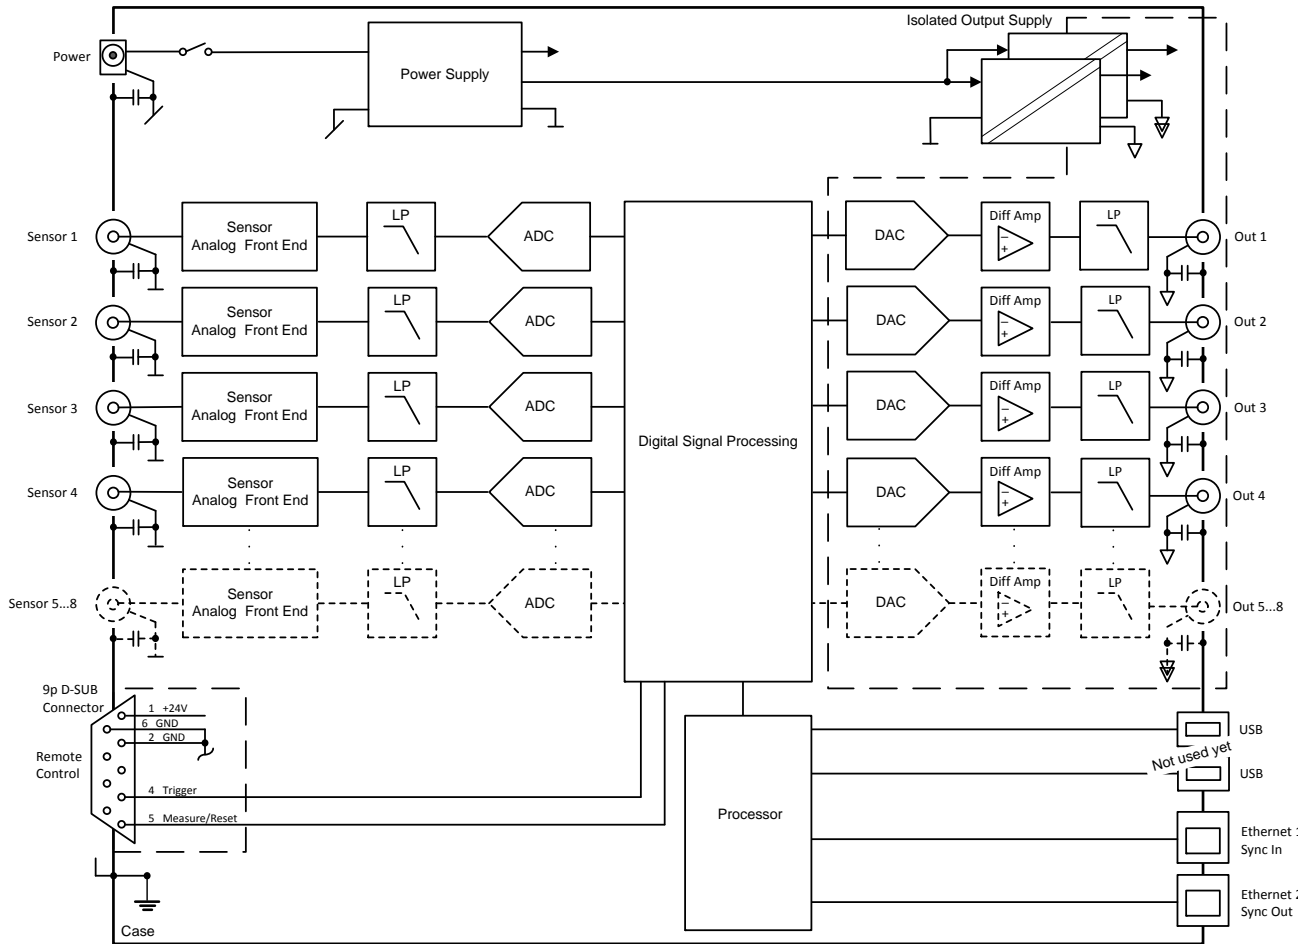 Isolated Output Supply
Power
Power Supply
Sensor 1
Sensor
Analog Front End
LP
ADC
DAC
Diff Amp
LP
Out 1
Sensor 2
Sensor
Analog Front End
LP
ADC
DAC
Diff Amp
LP
Out 2
Sensor 3
Sensor
Analog Front End
LP
ADC
DAC
Diff Amp
LP
Out 3
Digital Signal Processing
Sensor 4
Sensor
Analog Front End
LP
ADC
DAC
Diff Amp
LP
Out 4
Sensor 5...8
Sensor
Analog Front End
LP
ADC
DAC
Diff Amp
LP
Out 5...8
9p D-SUB
Connector
1 +24V
6 GND
2 GND
Remote
Control
4 Trigger
5 Measure/Reset
Processor
USB
Not used yet
USB
Ethernet 1
Sync In
Ethernet 2
Sync Out
Case